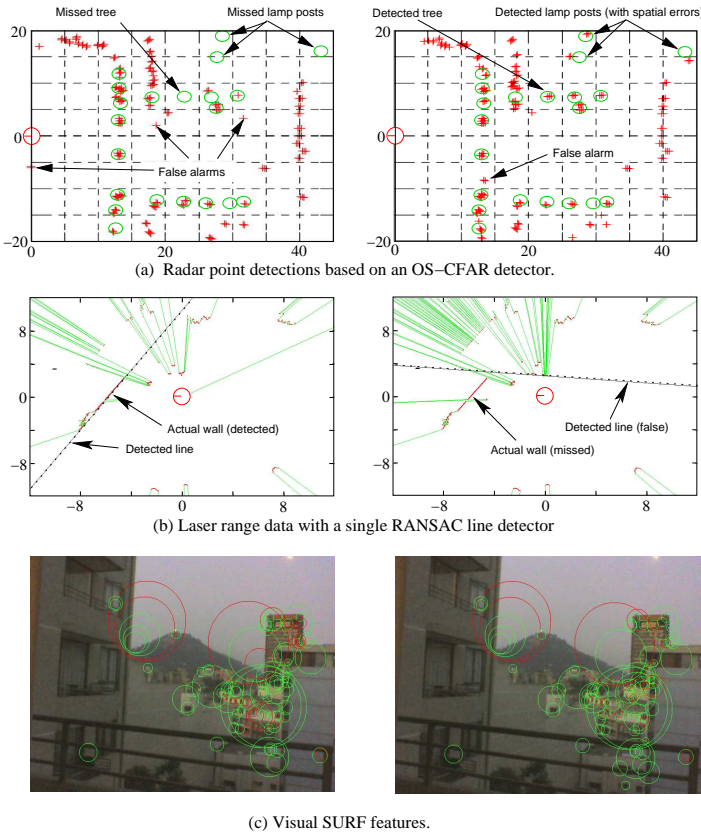 Missed tree
Missed lamp posts
Detected tree
Detected lamp posts (with spatial errors)
20
20
0
0
False alarms
False alarm
−20
−20
0
20
40
0
20
40
(a) Radar point detections based on an OS−CFAR detector.
8
8
0
0
Actual wall (detected)
Detected line (false)
Detected line
Actual wall (missed)
−8
−8
−8
0
8
−8
0
8
(b) Laser range data with a single RANSAC line detector
(c) Visual SURF features.